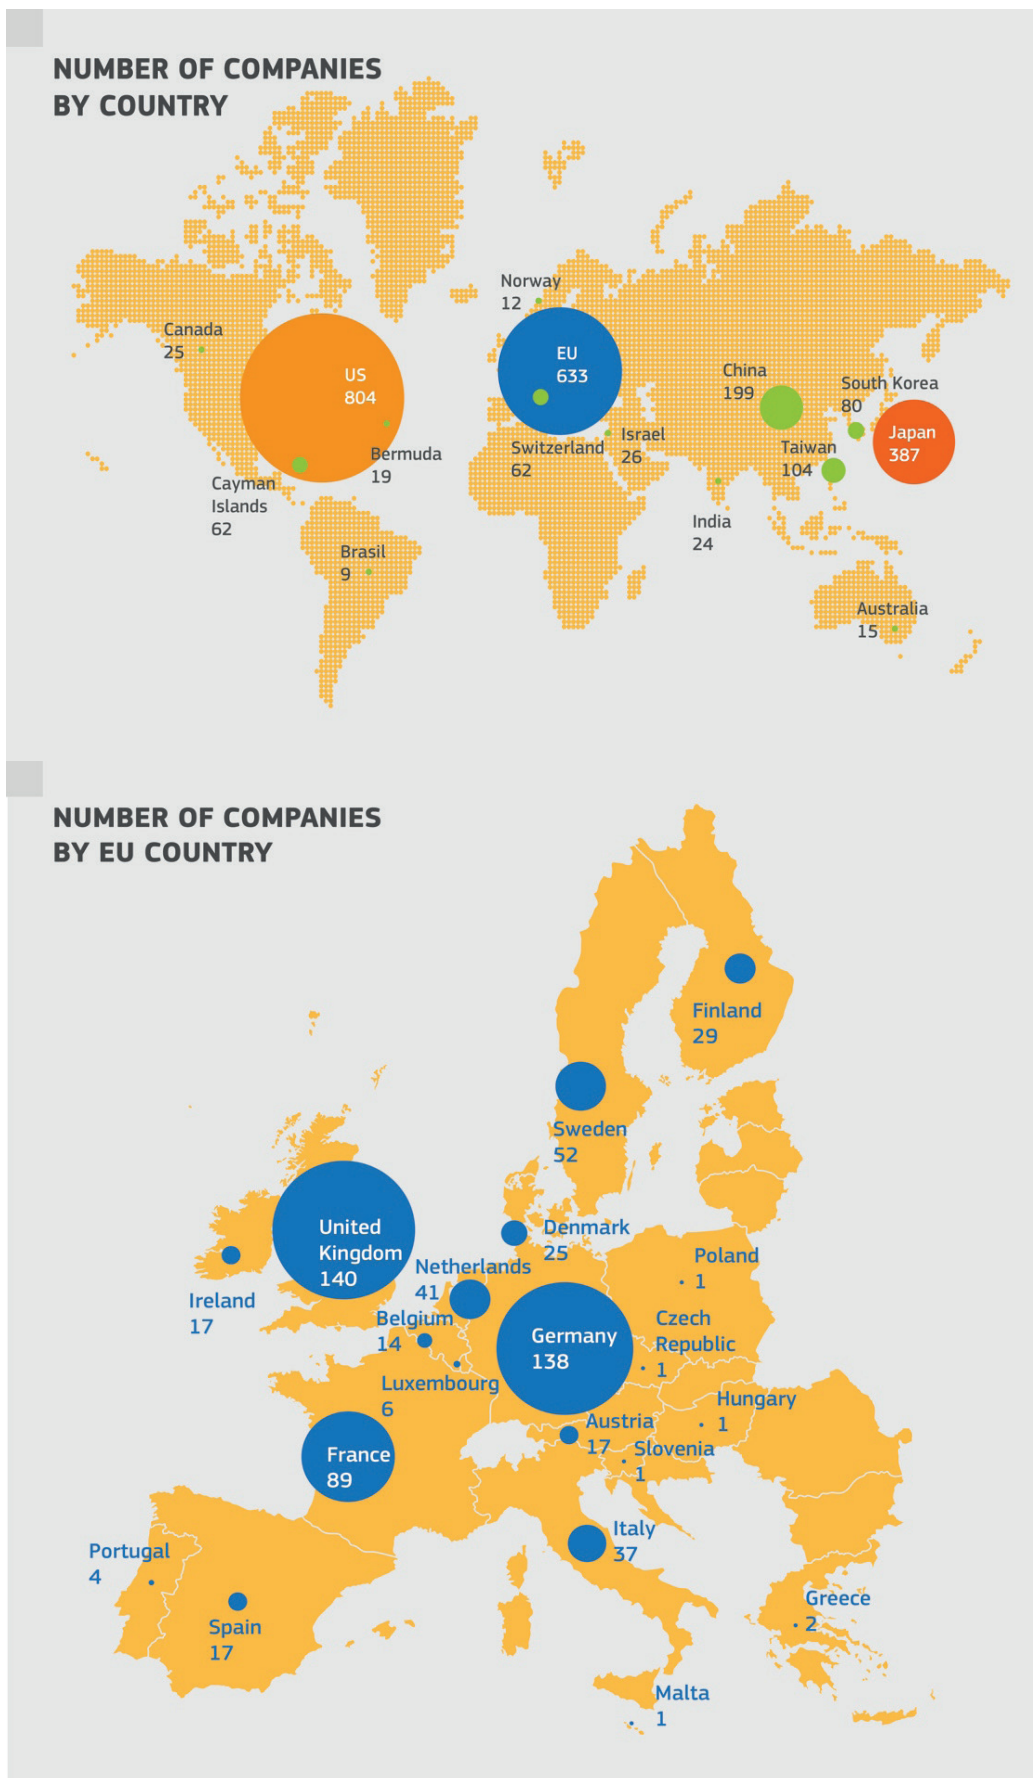 NUMBER OF COMPANIES
BY COUNTRY
Norway
12
Canada
25
US
804
EU
633
China
199
South Korea
80
Japan
387
Bermuda
19
Switzerland
62
Israel
26
Taiwan
104
Cayman
Islands
62
India
24
Brasil
9
Australia
15
NUMBER OF COMPANIES
BY EU COUNTRY
Finland
29
Sweden
52
United
Kingdom
140
Denmark
25
Netherlands
41
Poland
1
Ireland
17
Belgium
14
Germany
138
Czech
Republic
1
Luxembourg
6
Hungary
1
Austria
17
Slovenia
1
France
89
Italy
37
Portugal
4
Spain
17
Greece
2
Malta
1